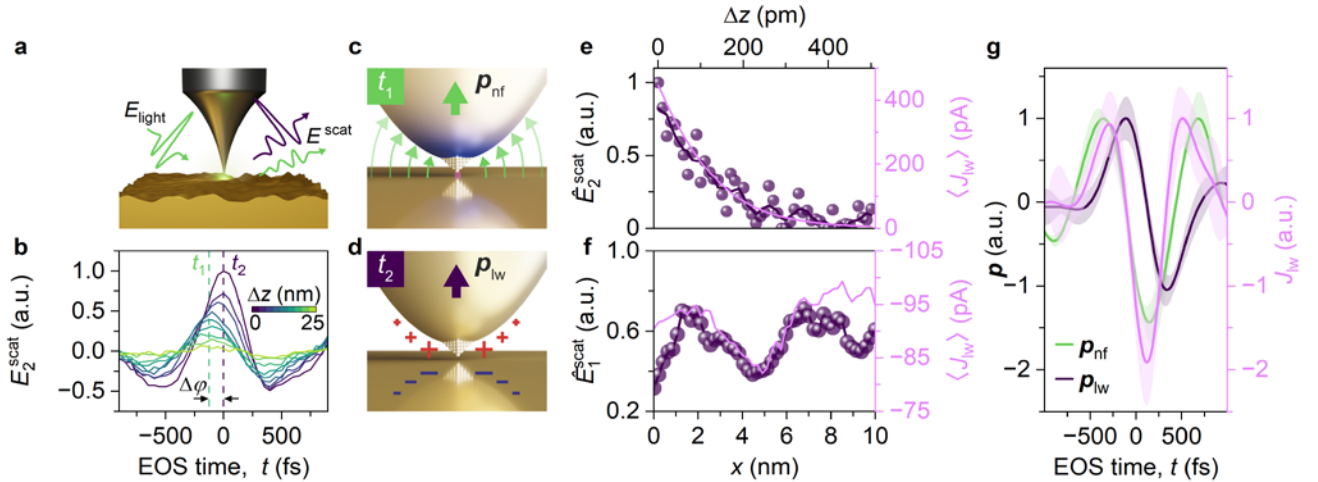 a
E_light
E^scat
b
t_1
t_2
Δz (nm)
0 25
Ê_2^scat (a.u.)
1.0
0.5
0.0
−0.5
Δφ
−500 0 500
EOS time, t (fs)
c
t_1
p_nf
d
t_2
p_lw
+ + + + + +
- - - - - -
e
Δz (pm)
0 200 400
Ê_2^scat (a.u.)
1.0
0.5
0
⟨J_lw⟩ (pA)
400
200
0
f
Ê_1^scat (a.u.)
1.0
0.6
0.2
⟨J_lw⟩ (pA)
−105
−95
−85
−75
0 2 4 6 8 10
x (nm)
g
p (a.u.)
1
0
−1
−2
J_lw (a.u.)
1
0
−1
−2
p_nf
p_lw
−500 0 500
EOS time, t (fs)